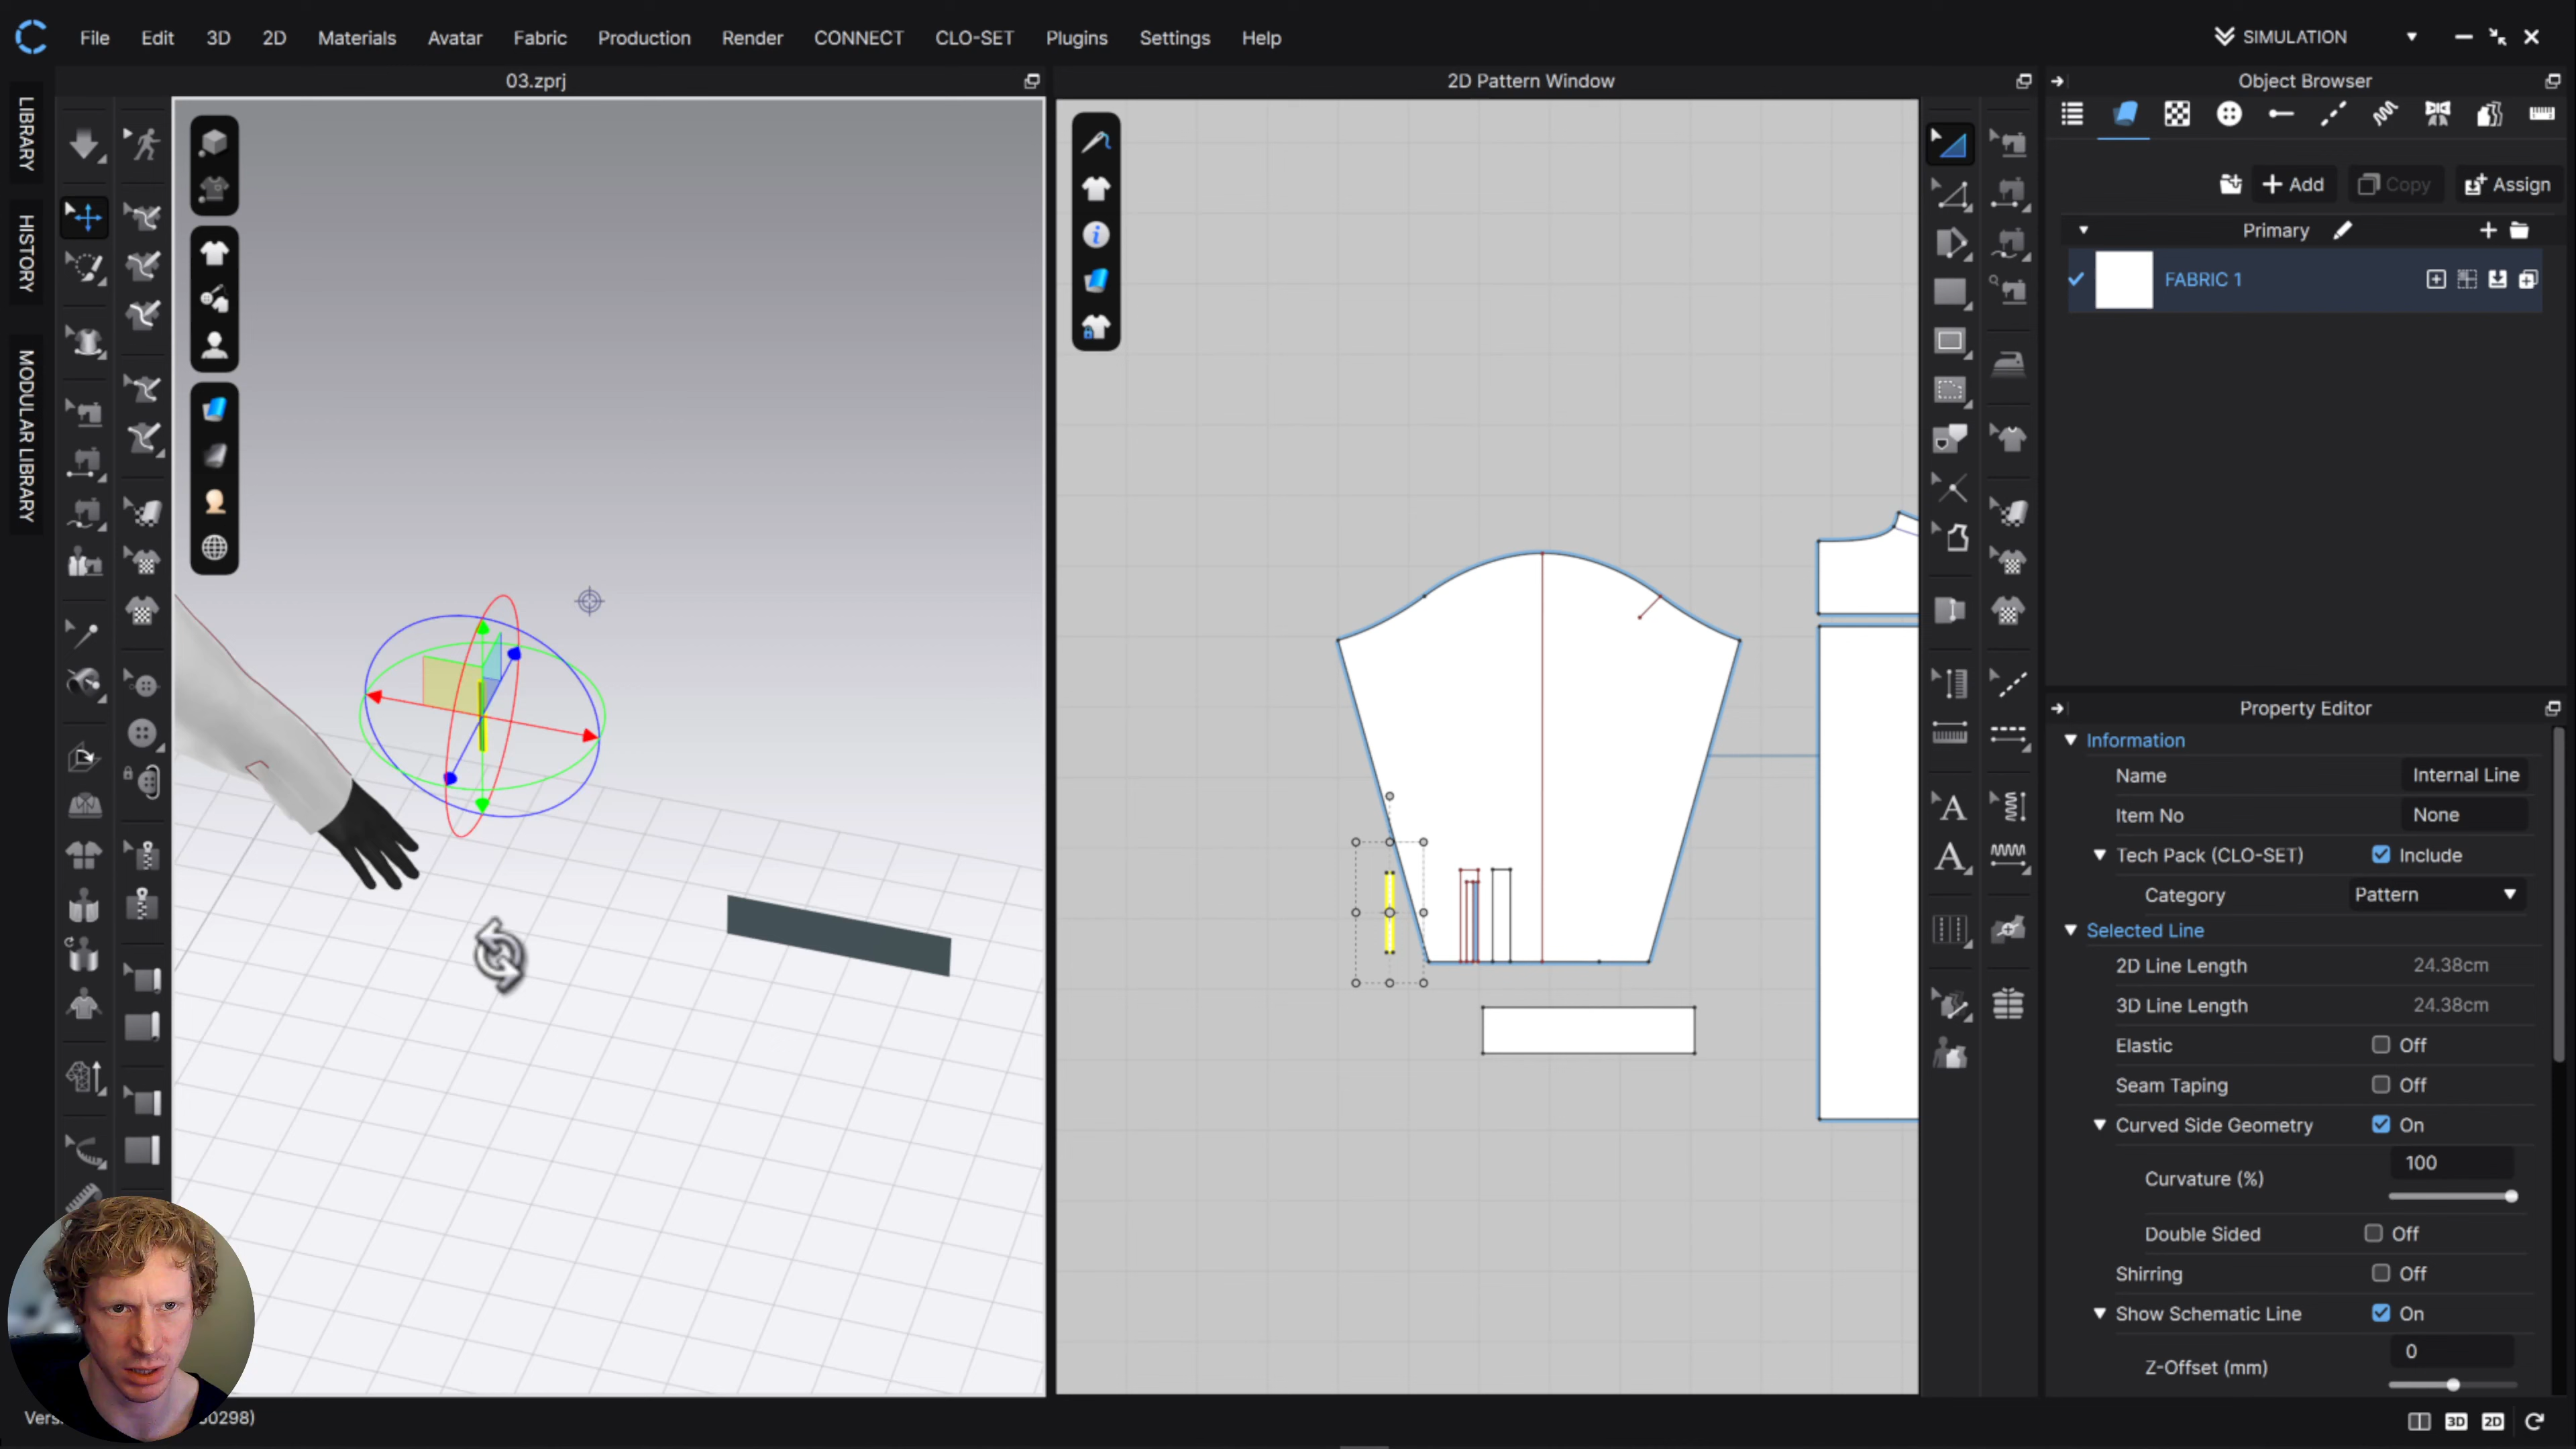 File Edit 3D 2D Materials Avatar Fabric Production Render CONNECT CLO-SET Plugins Settings Help
SIMULATION
03.zprj
2D Pattern Window
Object Browser
LIBRARY
HISTORY
MODULAR LIBRARY
Add
Copy
Assign
Primary
FABRIC 1
Property Editor
Information
Name Internal Line
Item No None
Tech Pack (CLO-SET) Include
Category Pattern
Selected Line
2D Line Length 24.38cm
3D Line Length 24.38cm
Elastic Off
Seam Taping Off
Curved Side Geometry On
Curvature (%) 100
Double Sided Off
Shirring Off
Show Schematic Line On
Z-Offset (mm) 0
3D 2D